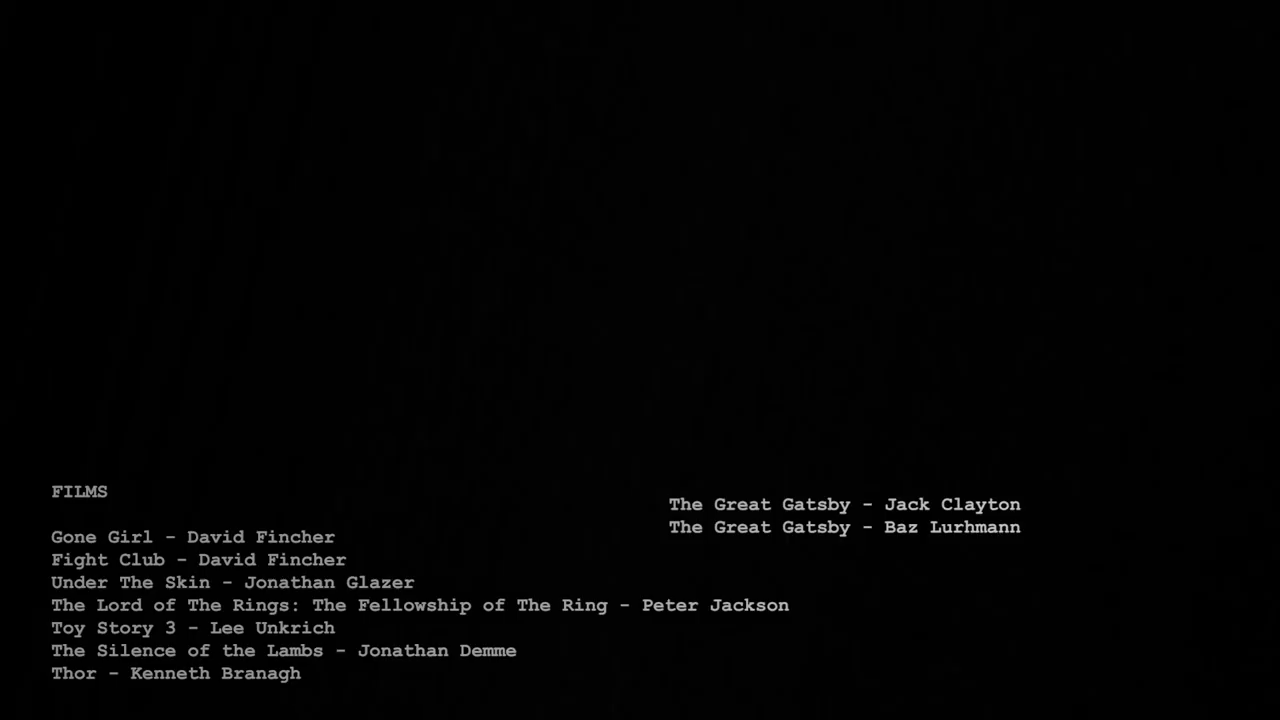 FILMS
Gone Girl - David Fincher
Fight Club - David Fincher
Under The Skin - Jonathan Glazer
The Lord of The Rings: The Fellowship of The Ring - Peter Jackson
Toy Story 3 - Lee Unkrich
The Silence of the Lambs - Jonathan Demme
Thor - Kenneth Branagh
The Great Gatsby - Jack Clayton
The Great Gatsby - Baz Lurhmann